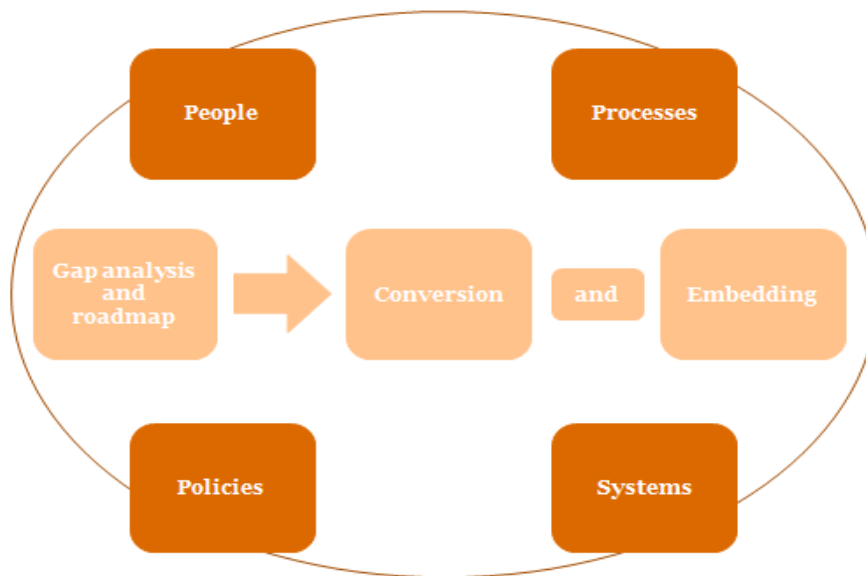 People
Processes
Gap analysis
and
roadmap
Conversion
and
Embedding
Policies
Systems